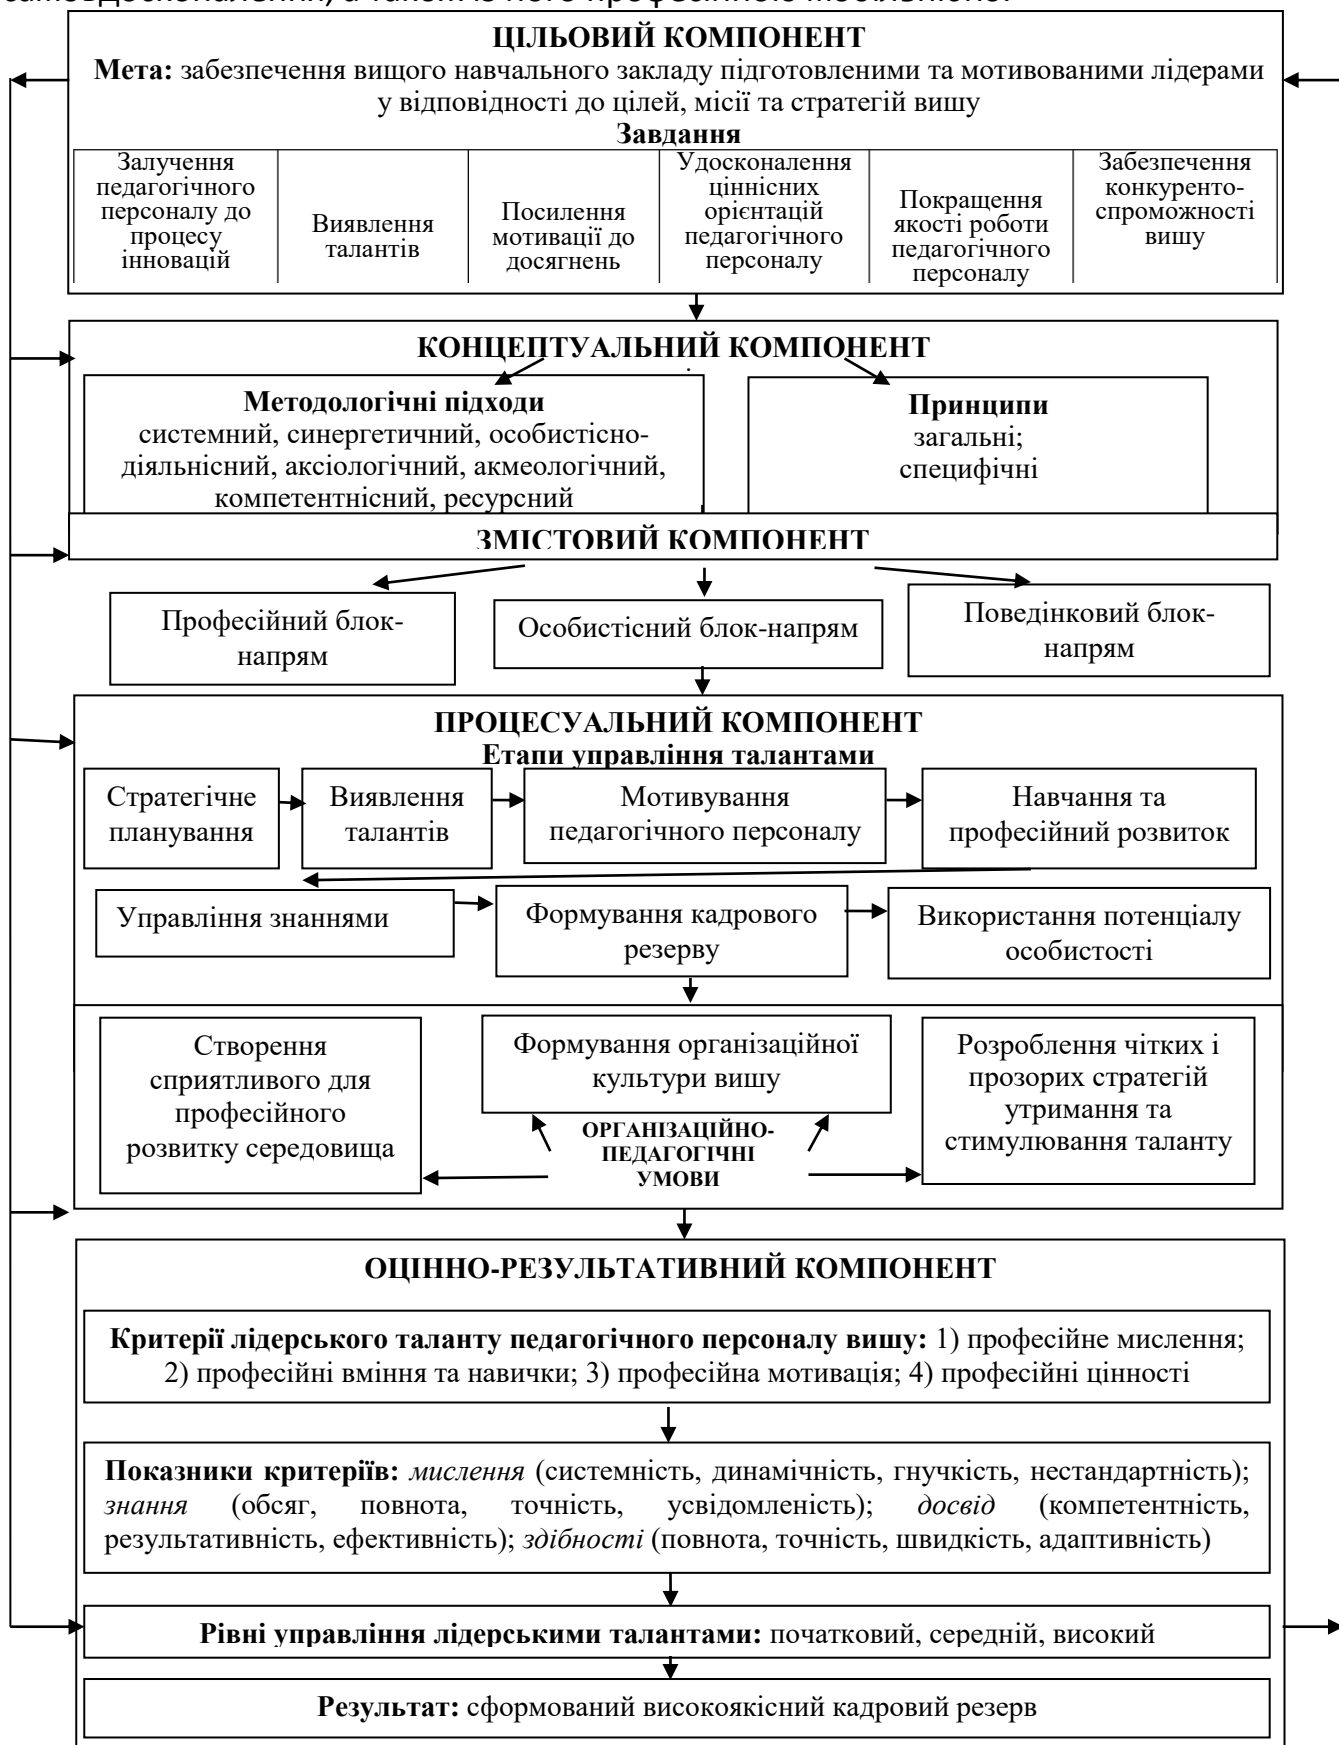 ЦІЛЬОВИЙ КОМПОНЕНТ
Мета: забезпечення вищого навчального закладу підготовленими та мотивованими лідерами
у відповідності до цілей, місії та стратегій вишу
Завдання
Залучення
педагогічного
персоналу до
процесу
інновацій
Виявлення
талантів
Посилення
мотивації до
досягнень
Удосконалення
ціннісних
орієнтацій
педагогічного
персоналу
Покращення
якості роботи
педагогічного
персоналу
Забезпечення
конкуренто-
спроможності
вишу
КОНЦЕПТУАЛЬНИЙ КОМПОНЕНТ
Методологічні підходи
системний, синергетичний, особистісно-
діяльнісний, аксіологічний, акмеологічний,
компетентнісний, ресурсний
Принципи
загальні;
специфічні
ЗМІСТОВИЙ КОМПОНЕНТ
Професійний блок-
напрям
Особистісний блок-напрям
Поведінковий блок-
напрям
ПРОЦЕСУАЛЬНИЙ КОМПОНЕНТ
Етапи управління талантами
Стратегічне
планування
Виявлення
талантів
Мотивування
педагогічного персоналу
Навчання та
професійний розвиток
Управління знаннями
Формування кадрового
резерву
Використання потенціалу
особистості
Створення
сприятливого для
професійного
розвитку середовища
Формування організаційної
культури вишу
Розроблення чітких і
прозорих стратегій
утримання та
стимулювання таланту
ОРГАНІЗАЦІЙНО-
ПЕДАГОГІЧНІ
УМОВИ
ОЦІННО-РЕЗУЛЬТАТИВНИЙ КОМПОНЕНТ
Критерії лідерського таланту педагогічного персоналу вишу: 1) професійне мислення;
2) професійні вміння та навички; 3) професійна мотивація; 4) професійні цінності
Показники критеріїв: мислення (системність, динамічність, гнучкість, нестандартність);
знання (обсяг, повнота, точність, усвідомленість); досвід (компетентність,
результативність, ефективність); здібності (повнота, точність, швидкість, адаптивність)
Рівні управління лідерськими талантами: початковий, середній, високий
Результат: сформований високоякісний кадровий резерв